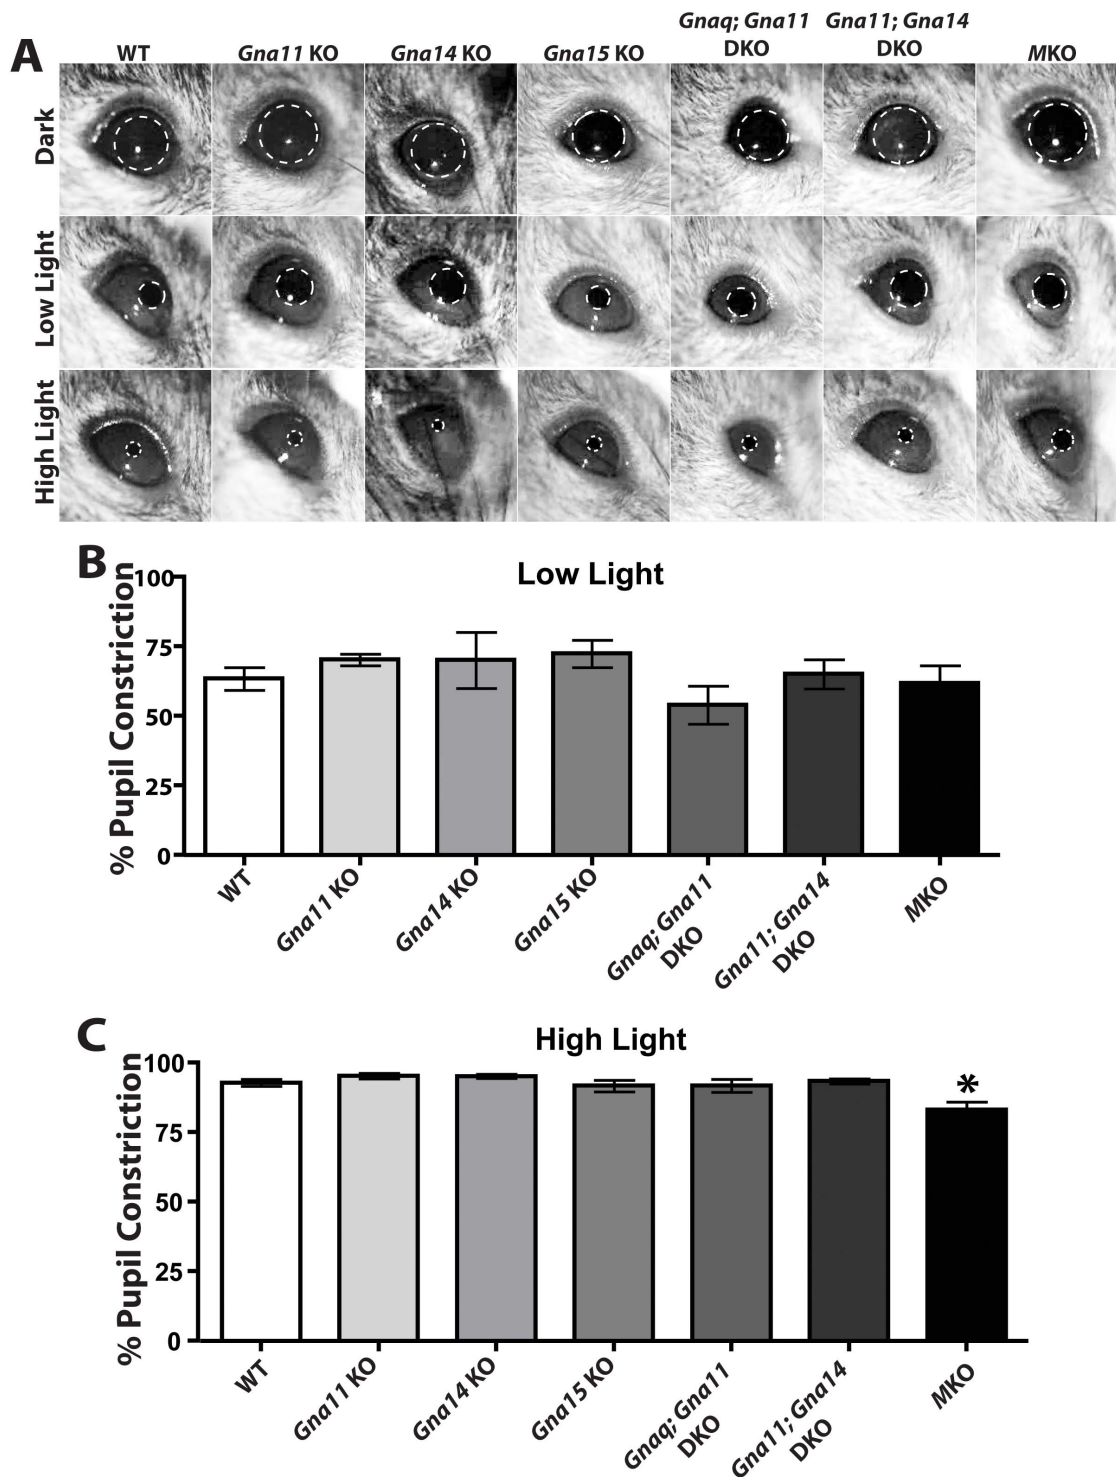 A
WT
Gna11 KO
Gna14 KO
Gna15 KO
Gnaq; Gna11
DKO
Gna11; Gna14
DKO
MKO
Dark
Low Light
High Light
B
Low Light
% Pupil Constriction
100
75
50
25
0
WT
Gna11 KO
Gna14 KO
Gna15 KO
Gnaq; Gna11
DKO
Gna11; Gna14
DKO
MKO
C
High Light
% Pupil Constriction
100
75
50
25
0
*
WT
Gna11 KO
Gna14 KO
Gna15 KO
Gnaq; Gna11
DKO
Gna11; Gna14
DKO
MKO